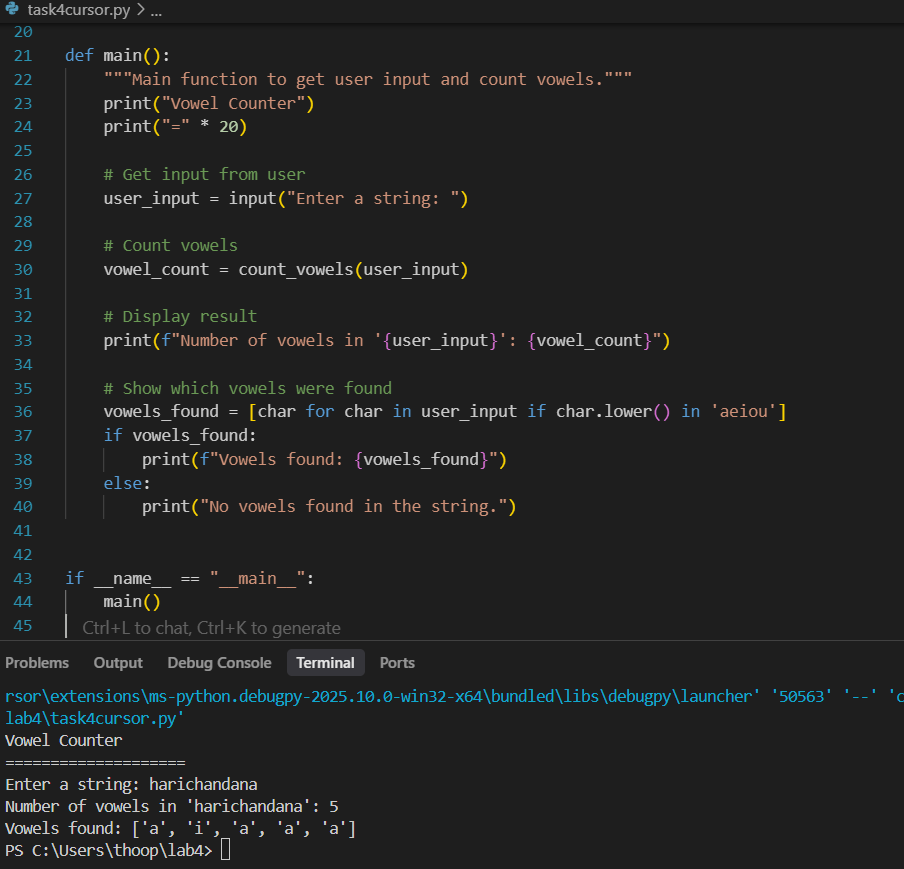 task4cursor.py > ...
20
21 def main():
22     """Main function to get user input and count vowels."""
23     print("Vowel Counter")
24     print("=" * 20)
25
26     # Get input from user
27     user_input = input("Enter a string: ")
28
29     # Count vowels
30     vowel_count = count_vowels(user_input)
31
32     # Display result
33     print(f"Number of vowels in '{user_input}': {vowel_count}")
34
35     # Show which vowels were found
36     vowels_found = [char for char in user_input if char.lower() in 'aeiou']
37     if vowels_found:
38         print(f"Vowels found: {vowels_found}")
39     else:
40         print("No vowels found in the string.")
41
42
43 if __name__ == "__main__":
44     main()
45 Ctrl+L to chat, Ctrl+K to generate
Problems Output Debug Console Terminal Ports
rsor\extensions\ms-python.debugpy-2025.10.0-win32-x64\bundled\libs\debugpy\launcher' '50563' '--' 'c
lab4\task4cursor.py'
Vowel Counter
====================
Enter a string: harichandana
Number of vowels in 'harichandana': 5
Vowels found: ['a', 'i', 'a', 'a', 'a']
PS C:\Users\thoop\lab4>